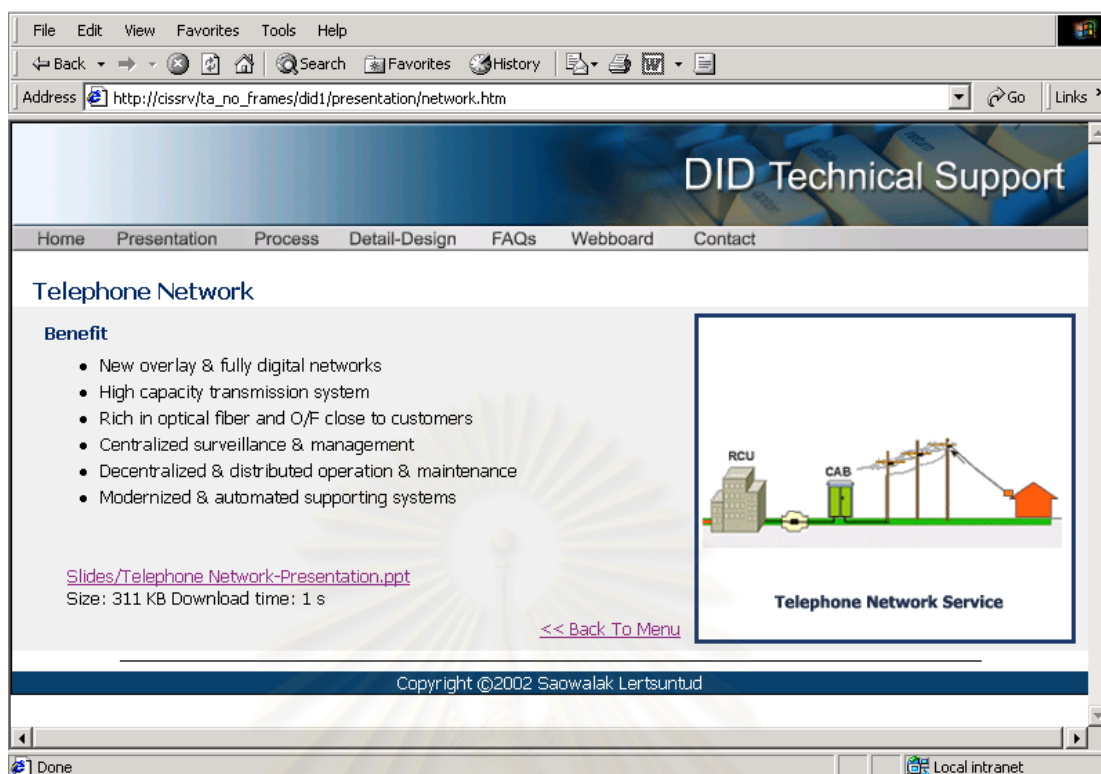 File Edit View Favorites Tools Help
Back Search Favorites History
Address http://cissrv/ta_no_frames/did1/presentation/network.htm Go Links
DID Technical Support
Home Presentation Process Detail-Design FAQs Webboard Contact
Telephone Network
Benefit
• New overlay & fully digital networks
• High capacity transmission system
• Rich in optical fiber and O/F close to customers
• Centralized surveillance & management
• Decentralized & distributed operation & maintenance
• Modernized & automated supporting systems
RCU
CAB
Slides/Telephone Network-Presentation.ppt
Size: 311 KB Download time: 1 s
Telephone Network Service
<< Back To Menu
Copyright ©2002 Saowalak Lertsuntud
Done Local intranet